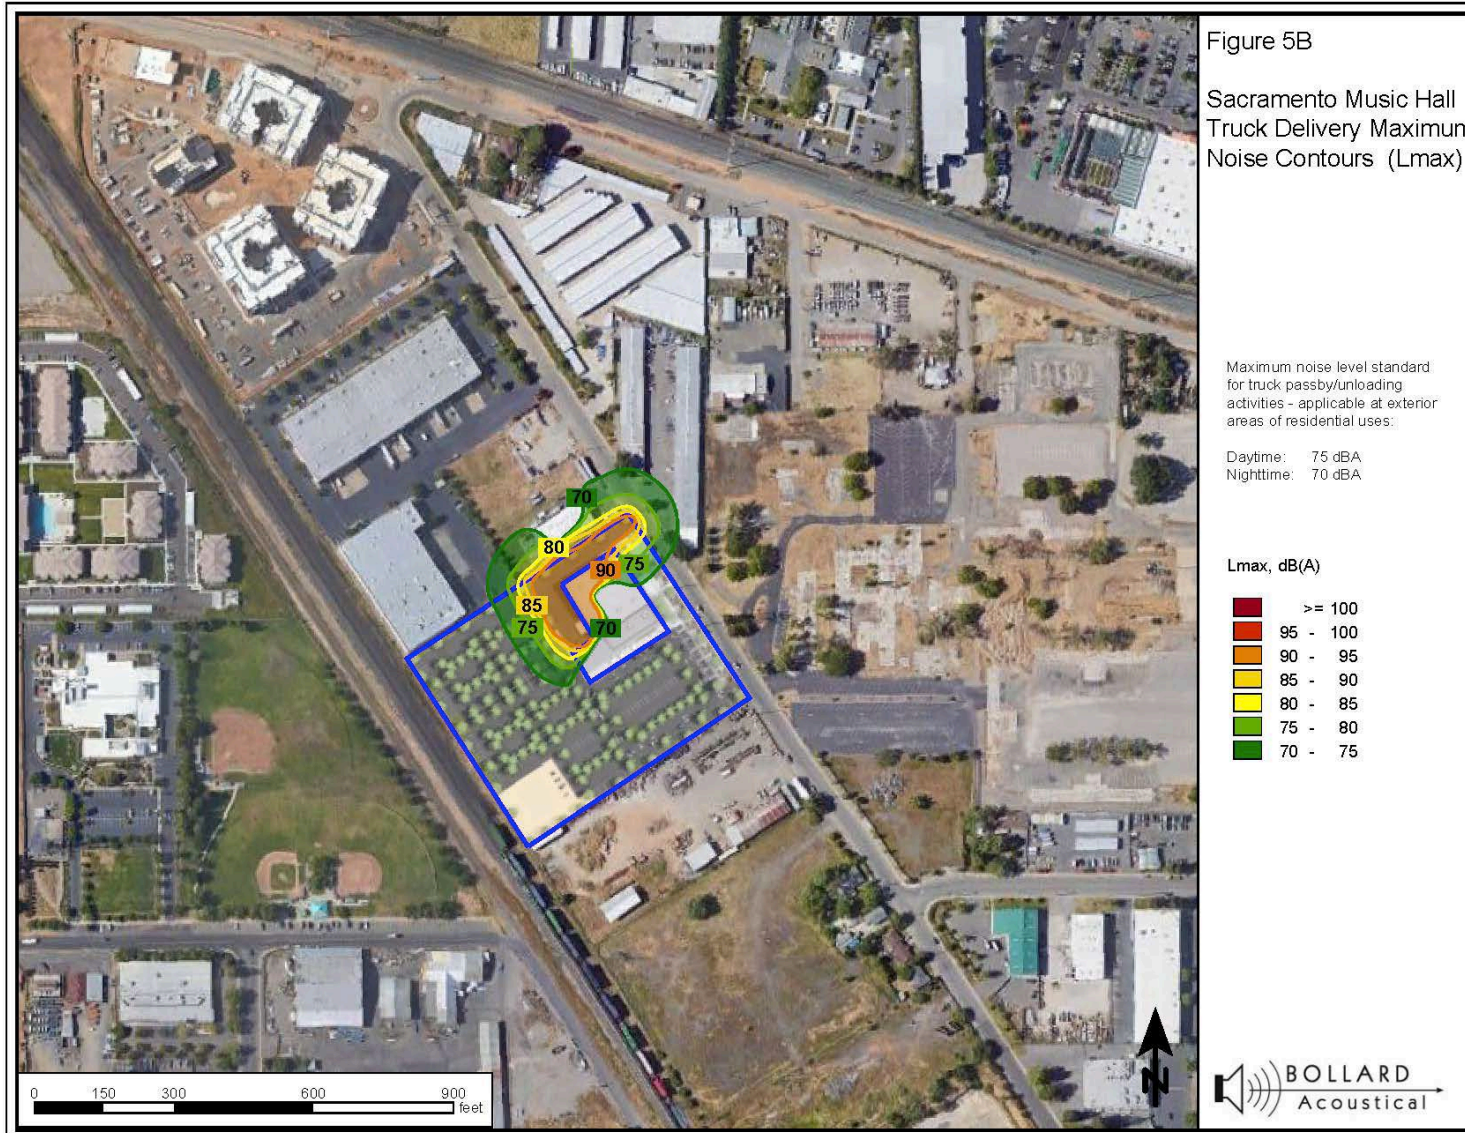 Figure 5B
Sacramento Music Hall
Truck Delivery Maximum
Noise Contours (Lmax)
Maximum noise level standard
for truck passby/unloading
activities - applicable at exterior
areas of residential uses:
Daytime: 75 dBA
Nighttime: 70 dBA
Lmax, dB(A)
>= 100
95 - 100
90 - 95
85 - 90
80 - 85
75 - 80
70 - 75
70
80
90
75
85
75
70
0 150 300 600 900
feet
N
BOLLARD
Acoustical